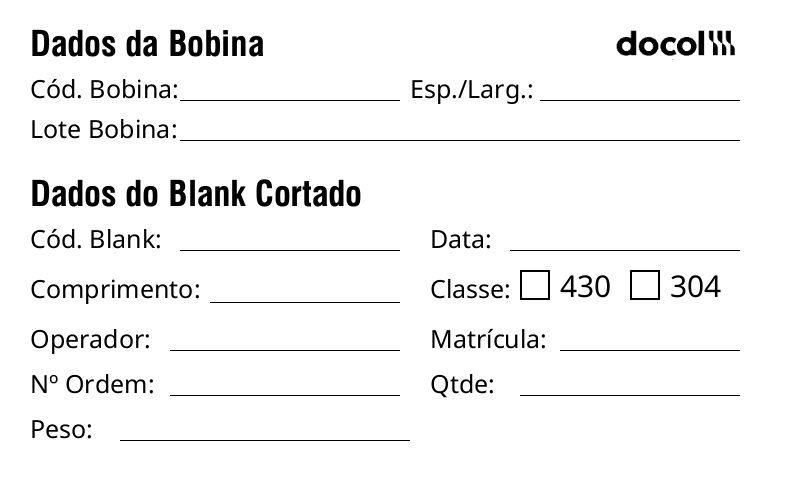 Dados da Bobina docol
Cód. Bobina: Esp./Larg.:
Lote Bobina:
Dados do Blank Cortado
Cód. Blank: Data:
Comprimento: Classe: 430 304
Operador: Matrícula:
Nº Ordem: Qtde:
Peso: